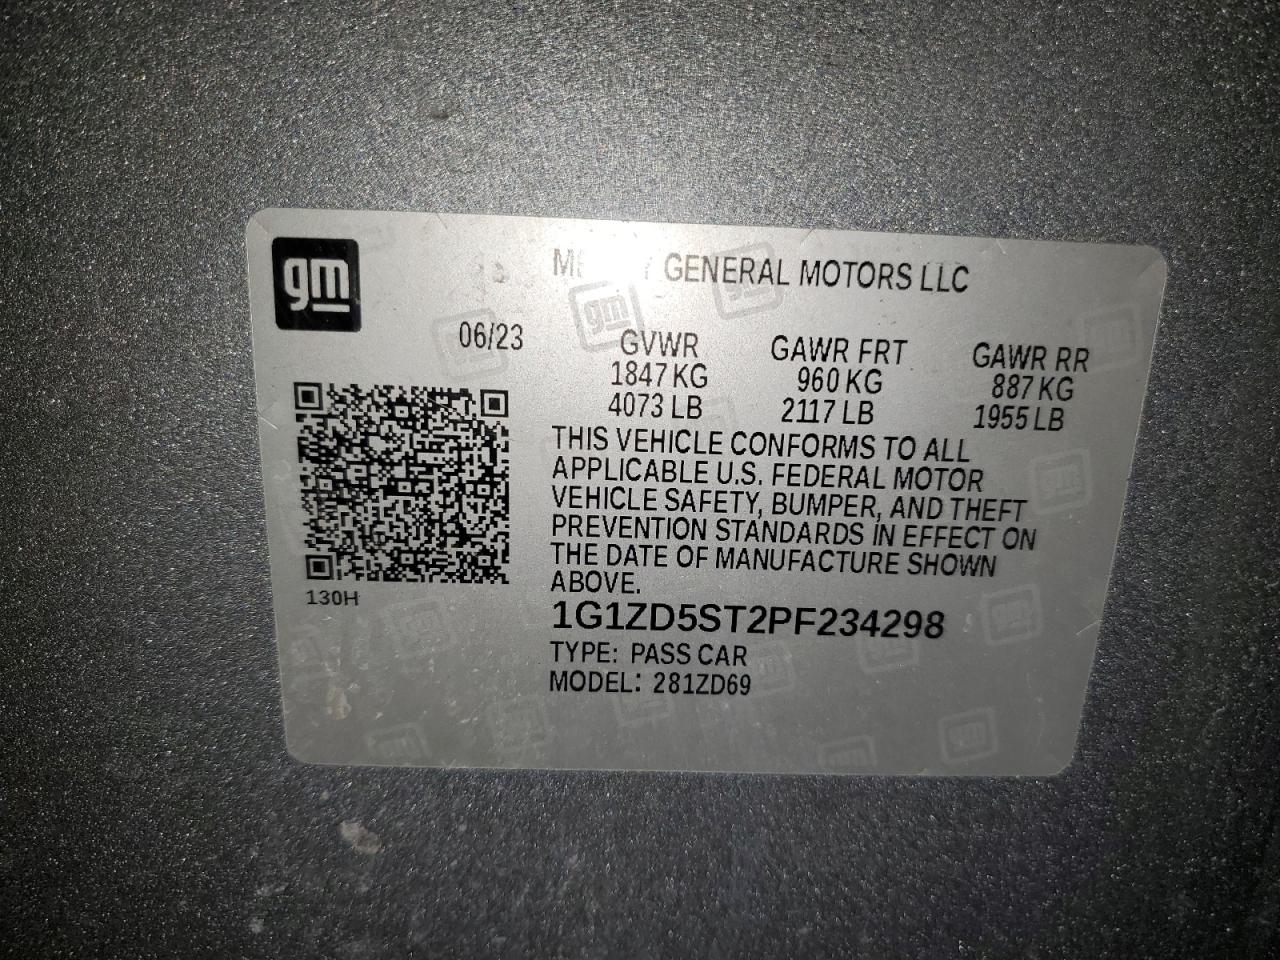 gm
GENERAL MOTORS LLC
06/23
GVWR GAWR FRT GAWR RR
1847 KG 960 KG 887 KG
4073 LB 2117 LB 1955 LB
THIS VEHICLE CONFORMS TO ALL
APPLICABLE U.S. FEDERAL MOTOR
VEHICLE SAFETY, BUMPER, AND THEFT
PREVENTION STANDARDS IN EFFECT ON
THE DATE OF MANUFACTURE SHOWN
ABOVE.
130H
1G1ZD5ST2PF234298
TYPE: PASS CAR
MODEL: 281ZD69